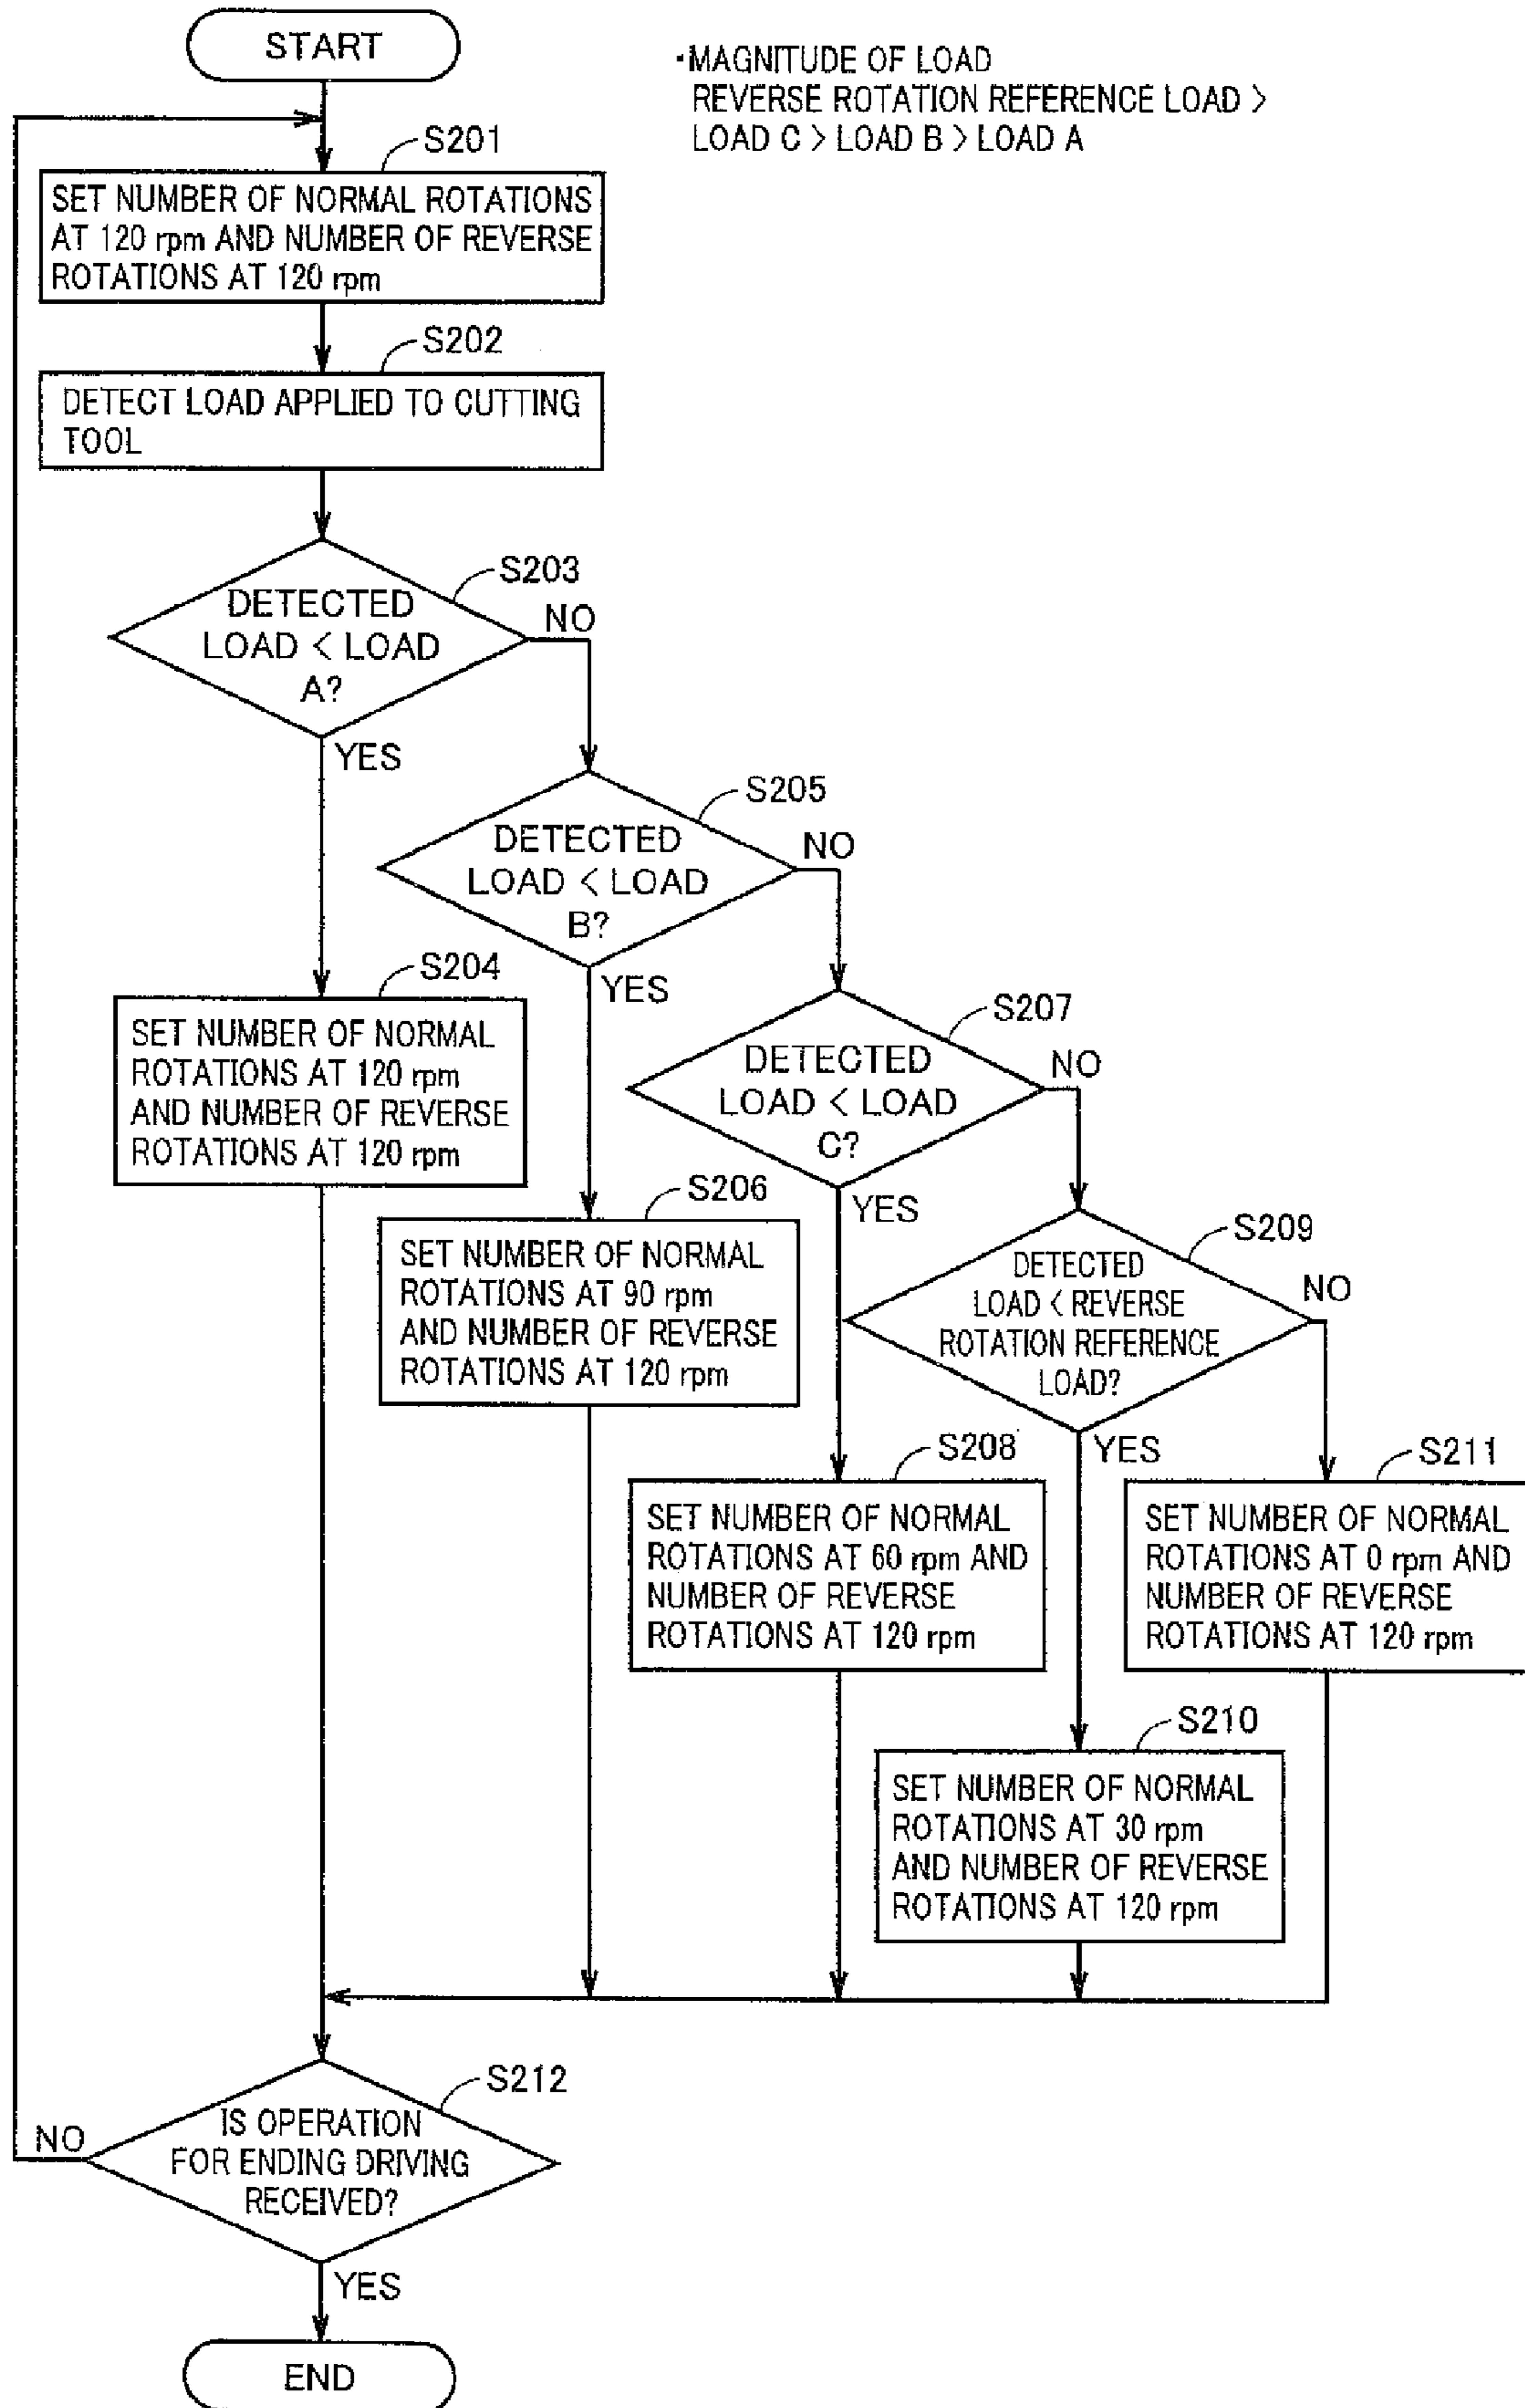 START
·MAGNITUDE OF LOAD
REVERSE ROTATION REFERENCE LOAD >
LOAD C > LOAD B > LOAD A
S201
SET NUMBER OF NORMAL ROTATIONS
AT 120 rpm AND NUMBER OF REVERSE
ROTATIONS AT 120 rpm
S202
DETECT LOAD APPLIED TO CUTTING
TOOL
S203
DETECTED
LOAD < LOAD
A?
NO
YES
S205
DETECTED
LOAD < LOAD
B?
NO
YES
S204
SET NUMBER OF NORMAL
ROTATIONS AT 120 rpm
AND NUMBER OF REVERSE
ROTATIONS AT 120 rpm
S207
DETECTED
LOAD < LOAD
C?
NO
YES
S206
SET NUMBER OF NORMAL
ROTATIONS AT 90 rpm
AND NUMBER OF REVERSE
ROTATIONS AT 120 rpm
S209
DETECTED
LOAD < REVERSE
ROTATION REFERENCE
LOAD?
NO
YES
S208
SET NUMBER OF NORMAL
ROTATIONS AT 60 rpm AND
NUMBER OF REVERSE
ROTATIONS AT 120 rpm
S211
SET NUMBER OF NORMAL
ROTATIONS AT 0 rpm AND
NUMBER OF REVERSE
ROTATIONS AT 120 rpm
S210
SET NUMBER OF NORMAL
ROTATIONS AT 30 rpm
AND NUMBER OF REVERSE
ROTATIONS AT 120 rpm
S212
IS OPERATION
FOR ENDING DRIVING
RECEIVED?
NO
YES
END